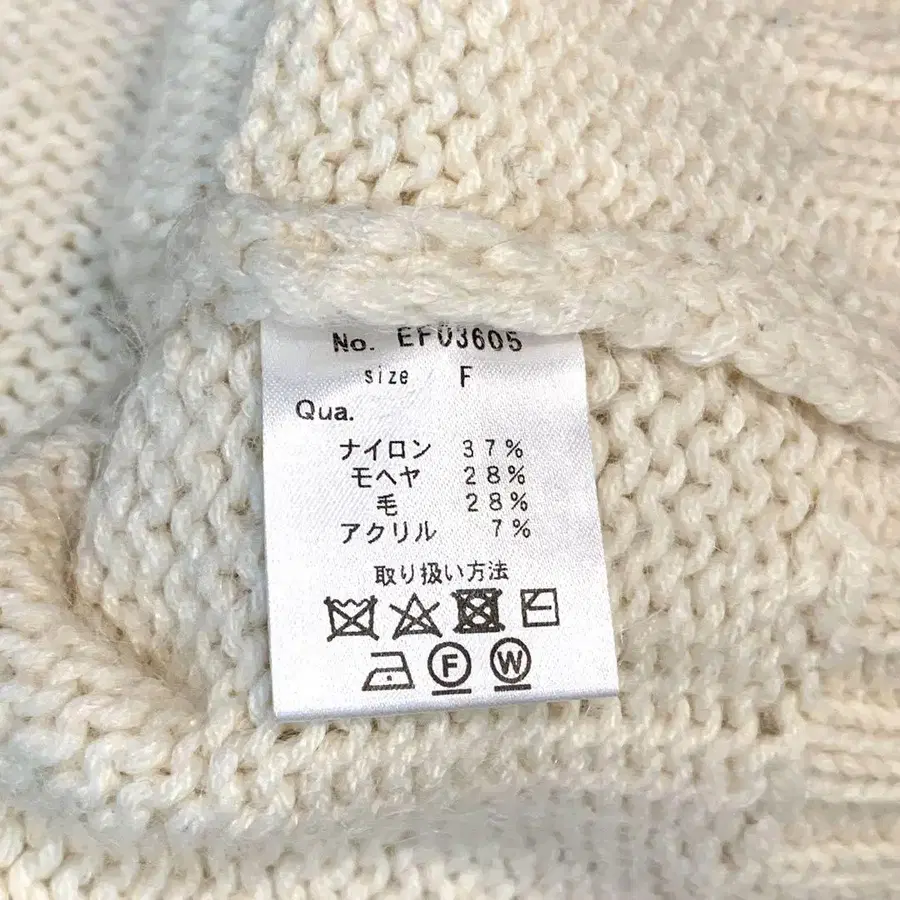 No. EF03605
size F
Qua.
ナイロン 37%
モヘヤ 28%
毛 28%
アクリル 7%
取り扱い方法
F W